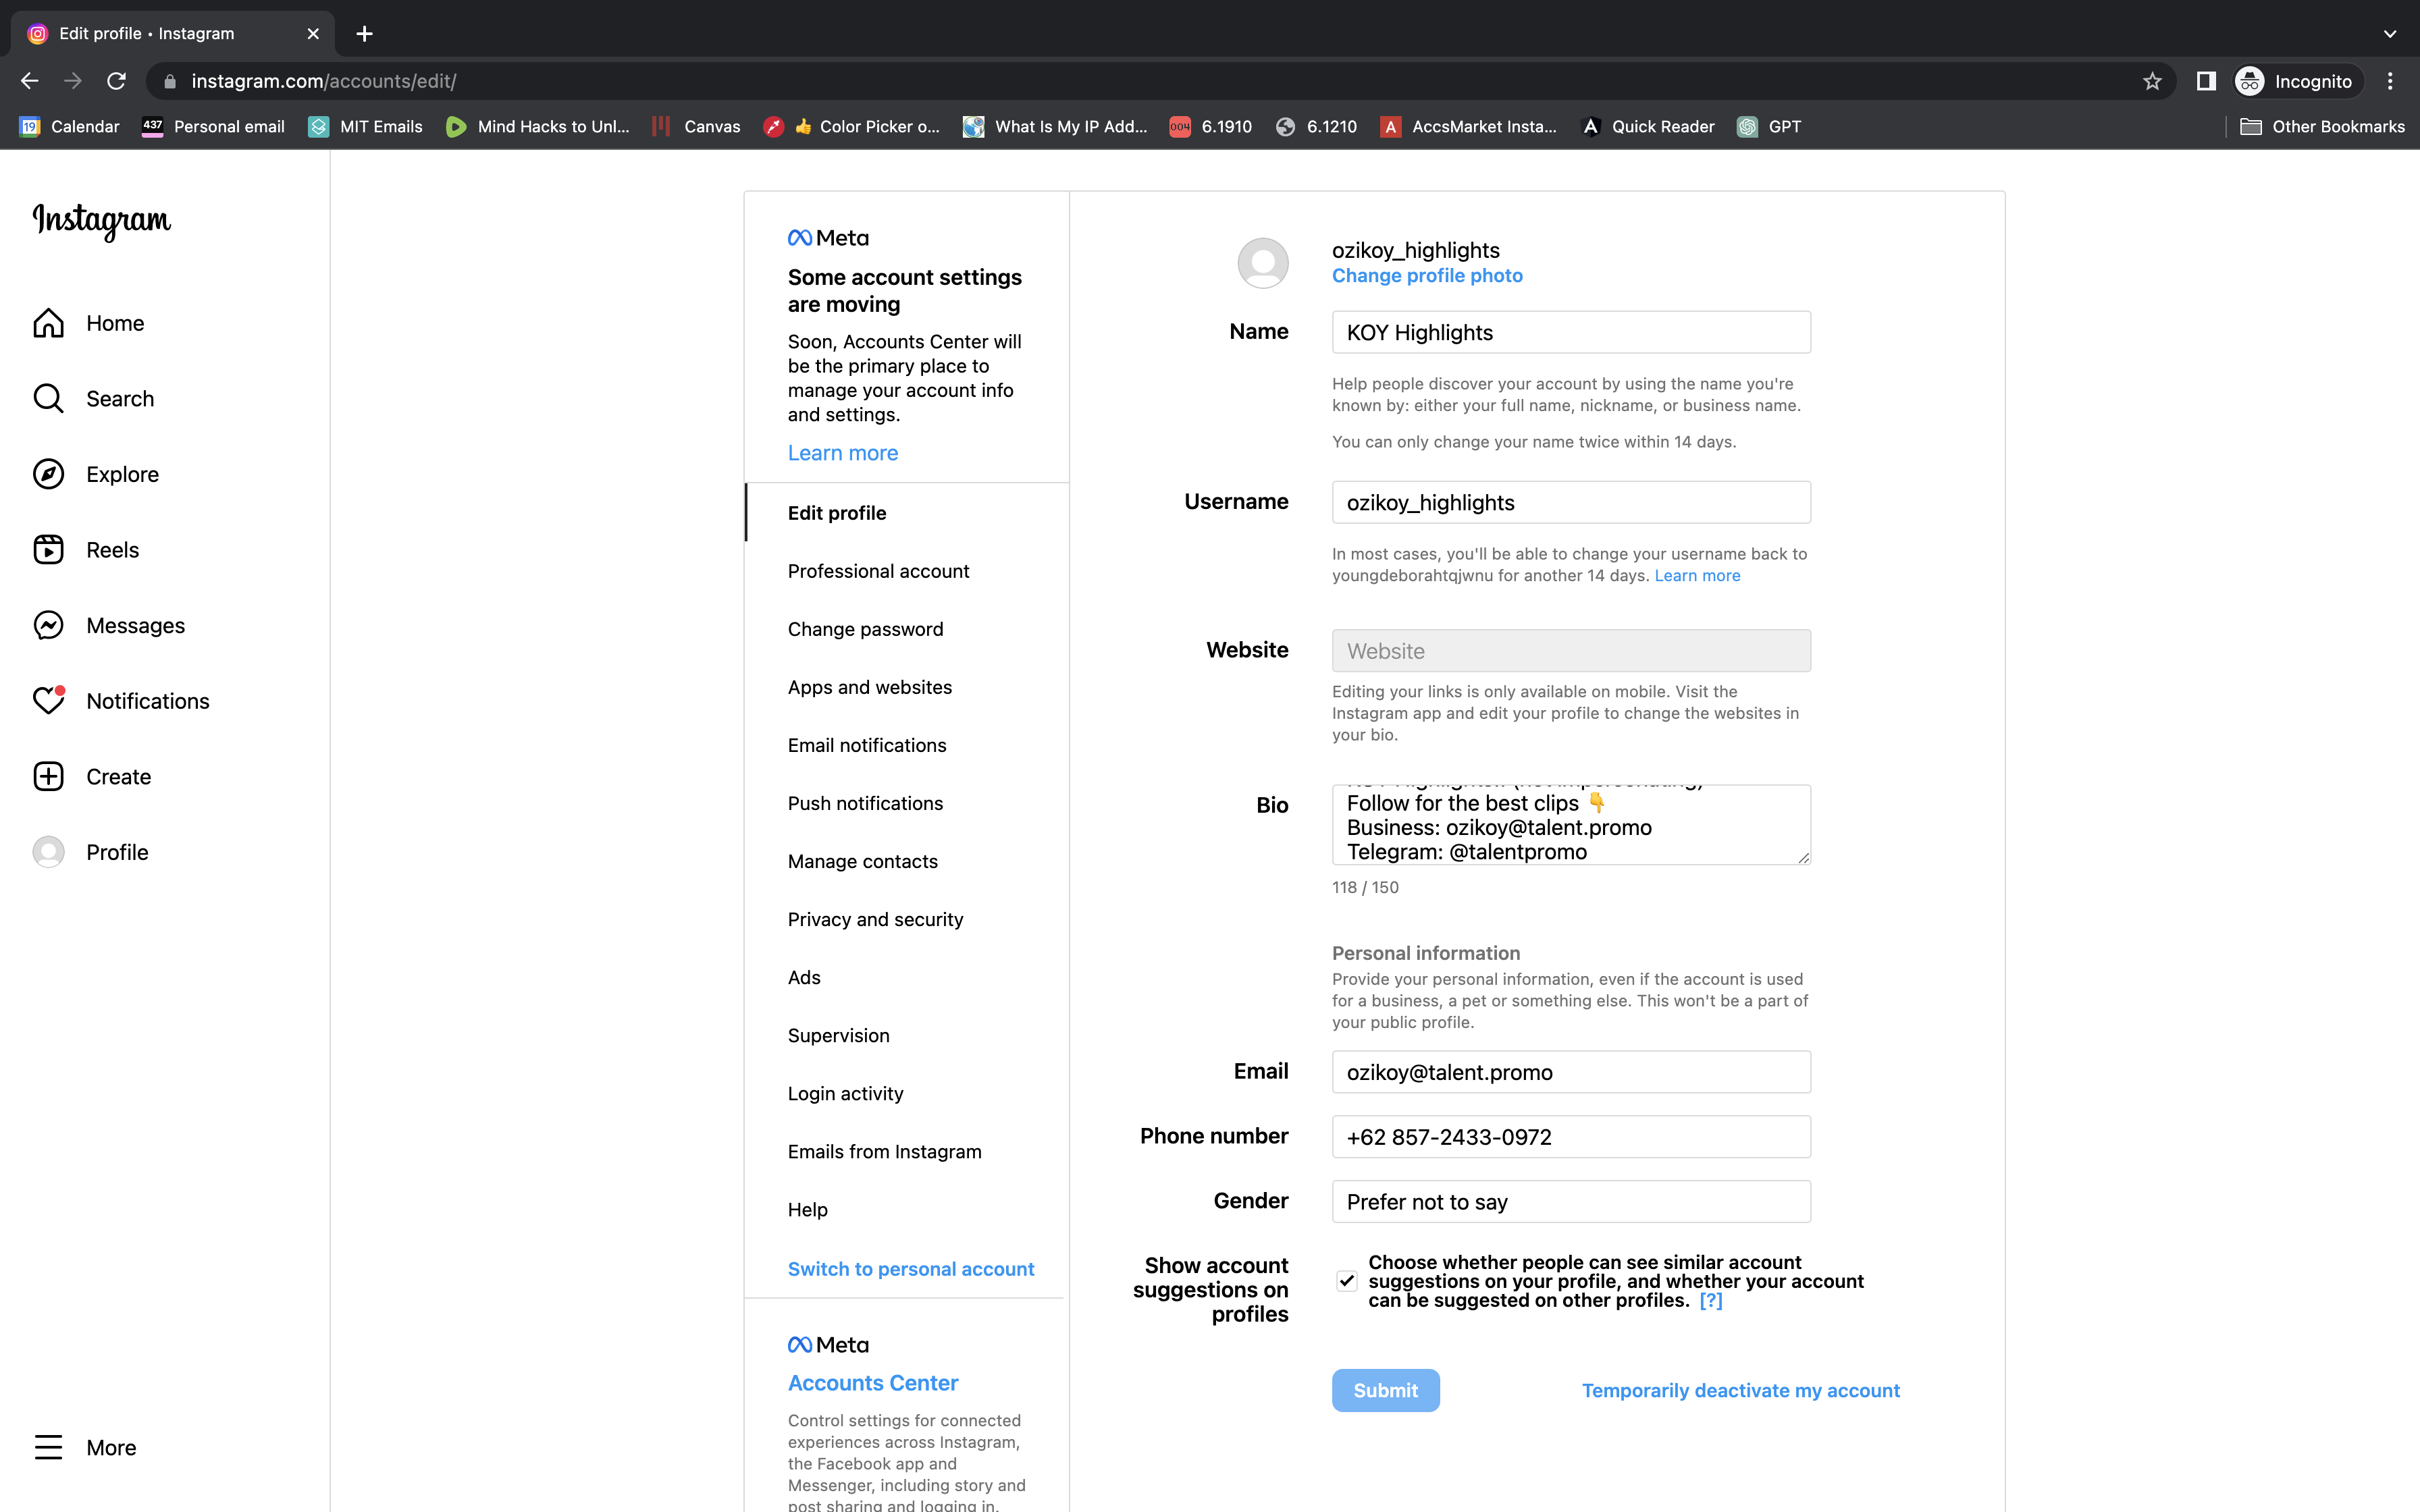 Edit profile • Instagram
instagram.com/accounts/edit/
Incognito
19 Calendar
437 Personal email
MIT Emails
Mind Hacks to Unl...
Canvas
👍 Color Picker o...
What Is My IP Add...
004 6.1910
6.1210
A AccsMarket Insta...
Quick Reader
GPT
Other Bookmarks
Instagram
Home
Search
Explore
Reels
Messages
Notifications
Create
Profile
More
Meta
Some account settings
are moving
Soon, Accounts Center will
be the primary place to
manage your account info
and settings.
Learn more
Edit profile
Professional account
Change password
Apps and websites
Email notifications
Push notifications
Manage contacts
Privacy and security
Ads
Supervision
Login activity
Emails from Instagram
Help
Switch to personal account
Meta
Accounts Center
Control settings for connected
experiences across Instagram,
the Facebook app and
Messenger, including story and
post sharing and logging in.
ozikoy_highlights
Change profile photo
Name
KOY Highlights
Help people discover your account by using the name you're
known by: either your full name, nickname, or business name.
You can only change your name twice within 14 days.
Username
ozikoy_highlights
In most cases, you'll be able to change your username back to
youngdeborahtqjwnu for another 14 days. Learn more
Website
Website
Editing your links is only available on mobile. Visit the
Instagram app and edit your profile to change the websites in
your bio.
Bio
Follow for the best clips 👇
Business: ozikoy@talent.promo
Telegram: @talentpromo
118 / 150
Personal information
Provide your personal information, even if the account is used
for a business, a pet or something else. This won't be a part of
your public profile.
Email
ozikoy@talent.promo
Phone number
+62 857-2433-0972
Gender
Prefer not to say
Show account
suggestions on
profiles
Choose whether people can see similar account
suggestions on your profile, and whether your account
can be suggested on other profiles. [?]
Submit
Temporarily deactivate my account